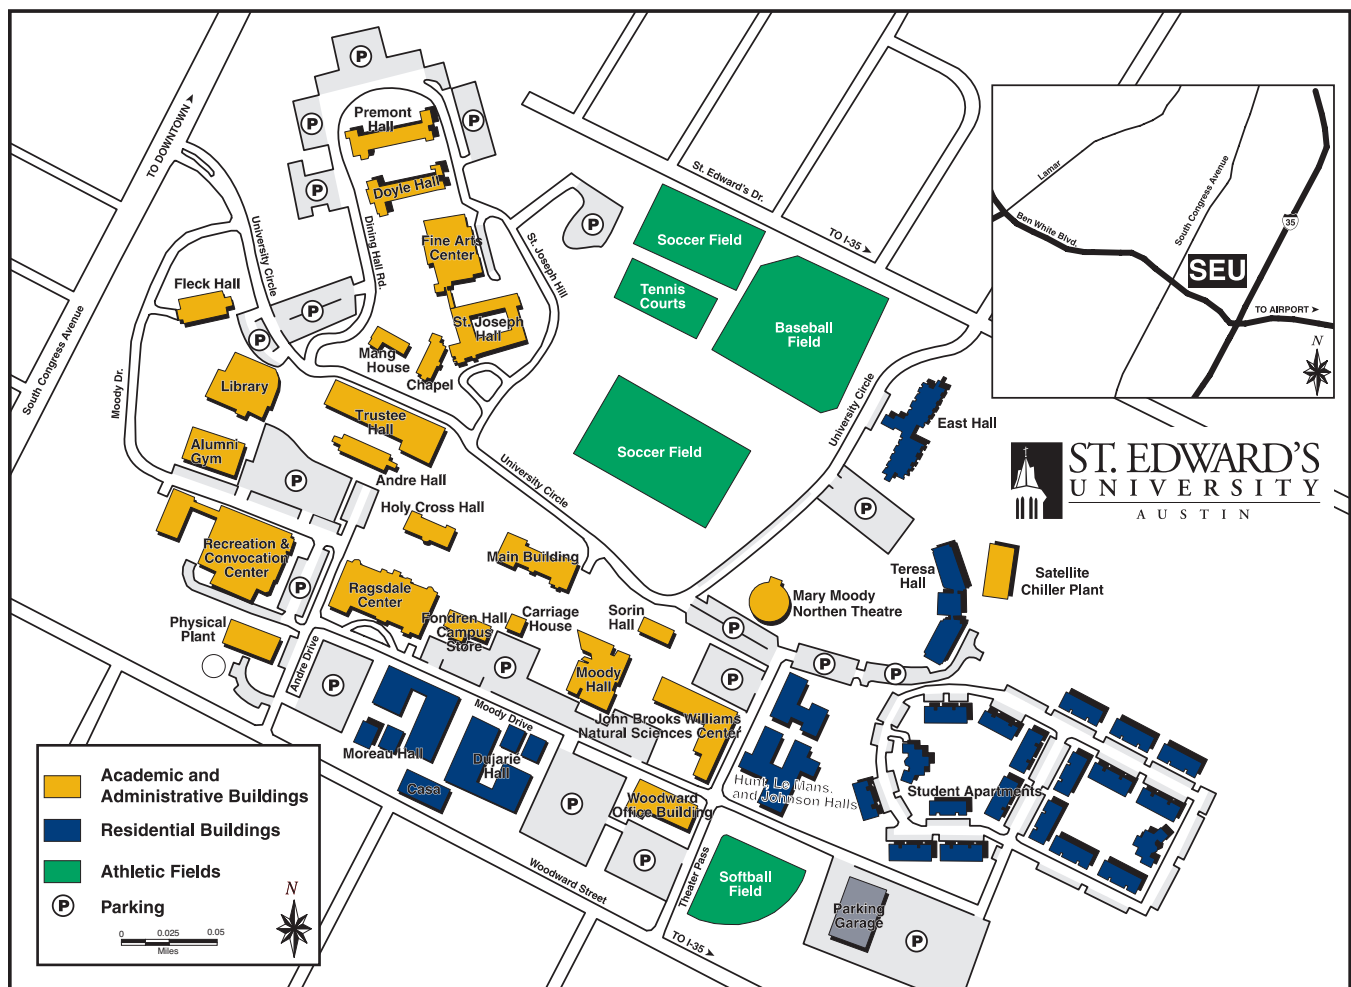 TO DOWNTOWN
P
Premont
Hall
P
P
P
Doyle Hall
University Circle
Dining Hall Rd.
Fine Arts
Center
St. Joseph Hill
P
St. Edward's Dr.
TO I-35
Soccer Field
Tennis
Courts
Baseball
Field
Lamar
Ben White Blvd.
South Congress Avenue
35
SEU
TO AIRPORT
N
Fleck Hall
P
P
St. Joseph
Hall
Mang
House
Chapel
South Congress Avenue
Moody Dr.
Library
Trustee
Hall
Alumni
Gym
Andre Hall
P
University Circle
Soccer Field
University Circle
East Hall
ST. EDWARD'S
UNIVERSITY
AUSTIN
P
Holy Cross Hall
Main Building
Recreation &
Convocation
Center
P
Ragsdale
Center
Fondren Hall
Campus
Store
Carriage
House
Sorin
Hall
Mary Moody
Northen Theatre
Teresa
Hall
Satellite
Chiller Plant
Physical
Plant
Andre Drive
P
P
Moody
Hall
P
P
P
P
Moody Drive
John Brooks Williams
Natural Sciences Center
Moreau Hall
Dujarie
Hall
Casa
P
Woodward
Office Building
Hunt, Le Mans,
and Johnson Halls
Student Apartments
P
Woodward Street
Theater Pass
Softball
Field
Parking
Garage
P
TO I-35
Academic and
Administrative Buildings
Residential Buildings
Athletic Fields
P Parking
N
0 0.025 0.05
Miles